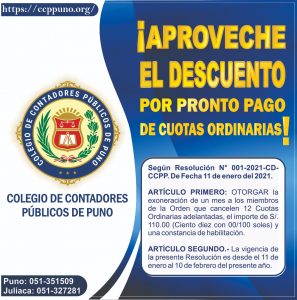 https://ccppuno.org/
¡APROVECHE
EL DESCUENTO
POR PRONTO PAGO
DE CUOTAS ORDINARIAS!
COLEGIO DE CONTADORES PÚBLICOS DE PUNO
COLEGIO DE CONTADORES
PÚBLICOS DE PUNO
Según Resolución N° 001-2021-CD-
CCPP. De Fecha 11 de enero del 2021.
ARTÍCULO PRIMERO: OTORGAR la
exoneración de un mes a los miembros
de la Orden que cancelen 12 Cuotas
Ordinarias adelantadas, el importe de S/.
110.00 (Ciento diez con 00/100 soles) y
una constancia de habilitación.
ARTÍCULO SEGUNDO.- La vigencia de
la presente Resolución es desde el 11 de
enero al 10 de febrero del presente año.
Puno: 051-351509
Juliaca: 051-327281